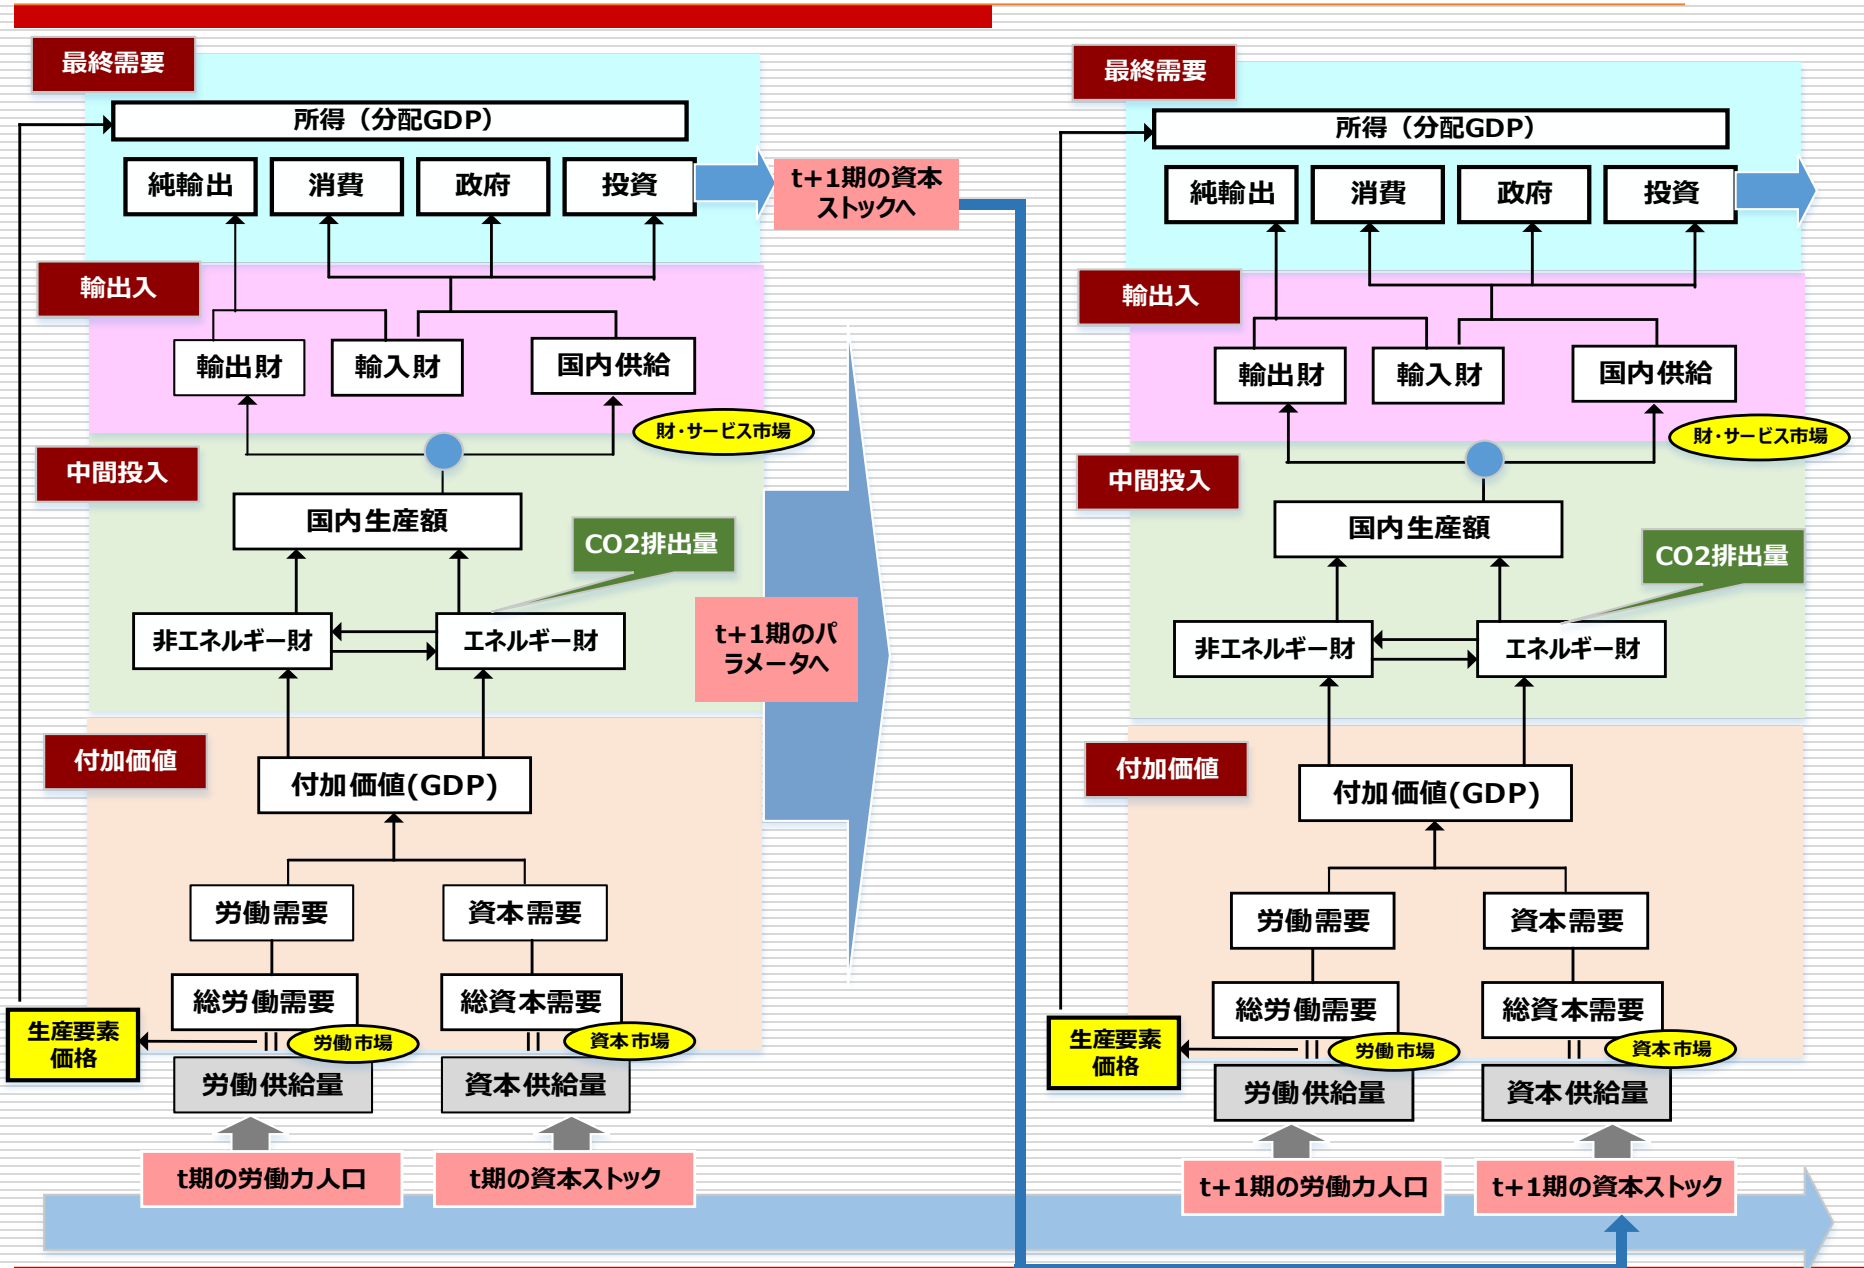 最終需要
所得（分配GDP）
純輸出
消費
政府
投資
t+1期の資本
ストックへ
輸出入
輸出財
輸入財
国内供給
財・サービス市場
中間投入
国内生産額
CO2排出量
非エネルギー財
エネルギー財
t+1期のパ
ラメータへ
付加価値
付加価値(GDP)
労働需要
資本需要
総労働需要
総資本需要
生産要素
価格
労働市場
資本市場
労働供給量
資本供給量
t期の労働力人口
t期の資本ストック
最終需要
所得（分配GDP）
純輸出
消費
政府
投資
輸出入
輸出財
輸入財
国内供給
財・サービス市場
中間投入
国内生産額
CO2排出量
非エネルギー財
エネルギー財
付加価値
付加価値(GDP)
労働需要
資本需要
総労働需要
総資本需要
生産要素
価格
労働市場
資本市場
労働供給量
資本供給量
t+1期の労働力人口
t+1期の資本ストック